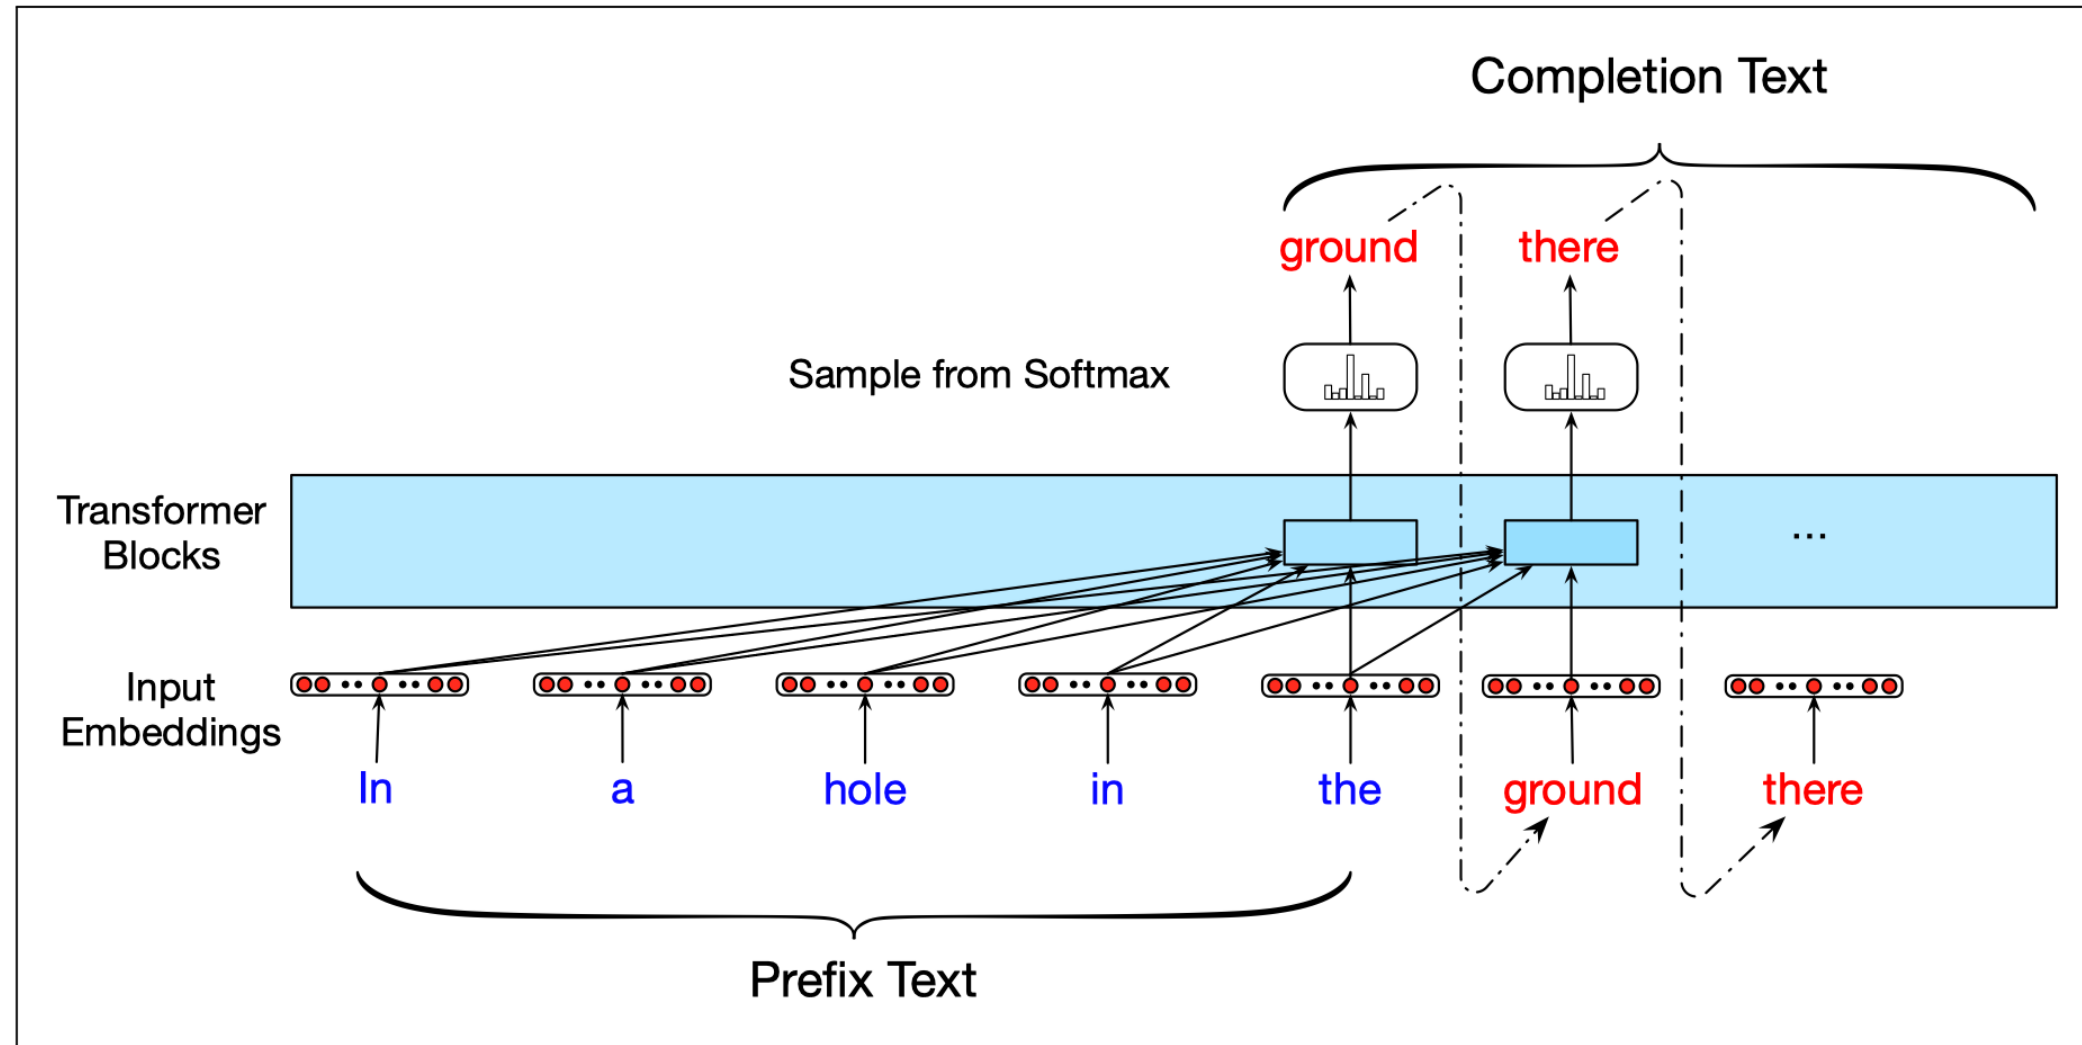 Completion Text
ground there
Sample from Softmax
Transformer
Blocks
...
Input
Embeddings
In a hole in the ground there
Prefix Text